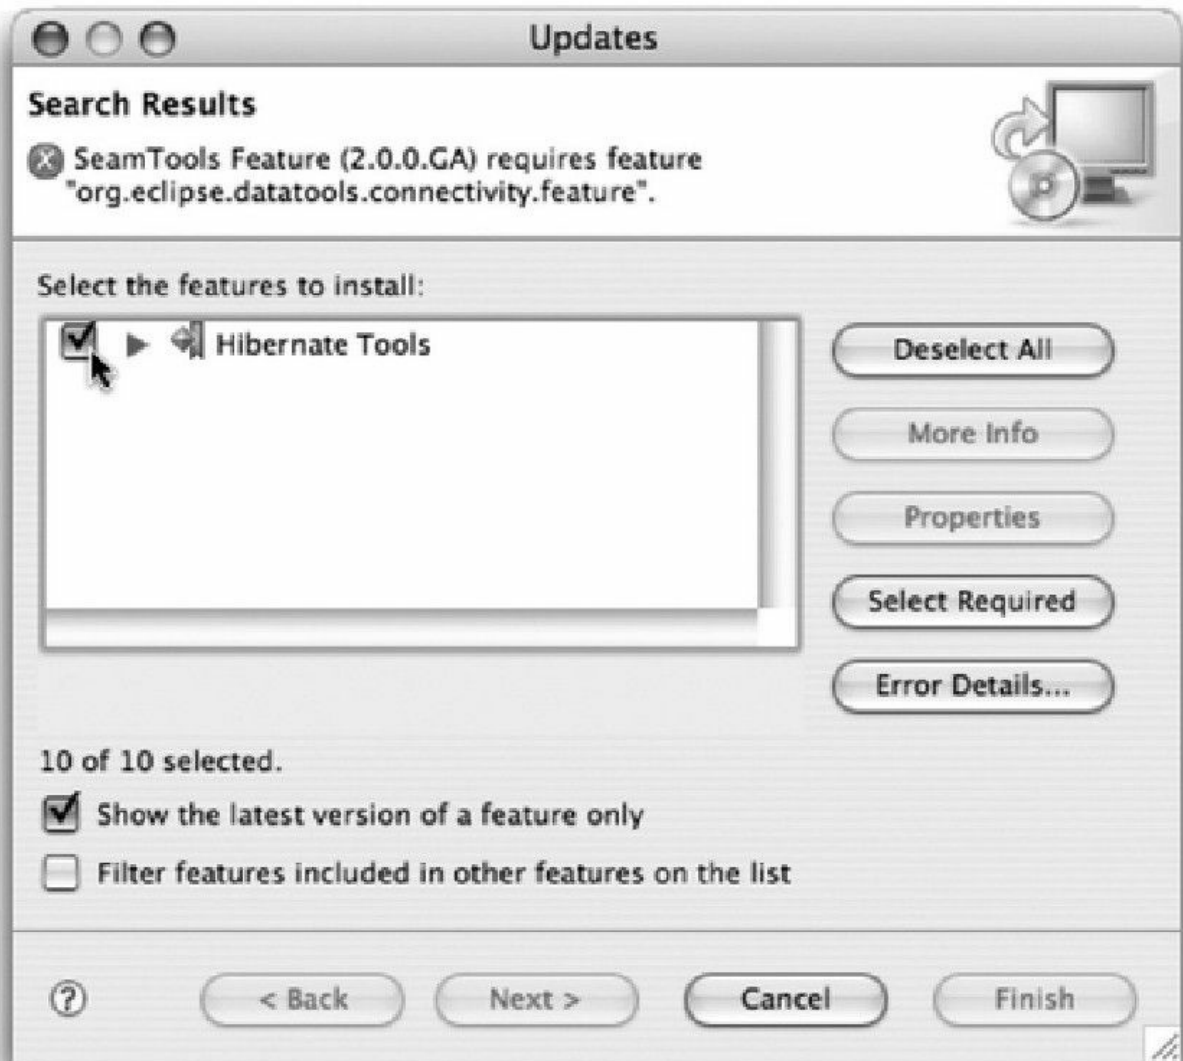 Updates
Search Results
SeamTools Feature (2.0.0.GA) requires feature
"org.eclipse.datatools.connectivity.feature".
Select the features to install:
Hibernate Tools
Deselect All
More Info
Properties
Select Required
Error Details...
10 of 10 selected.
Show the latest version of a feature only
Filter features included in other features on the list
?
< Back
Next >
Cancel
Finish